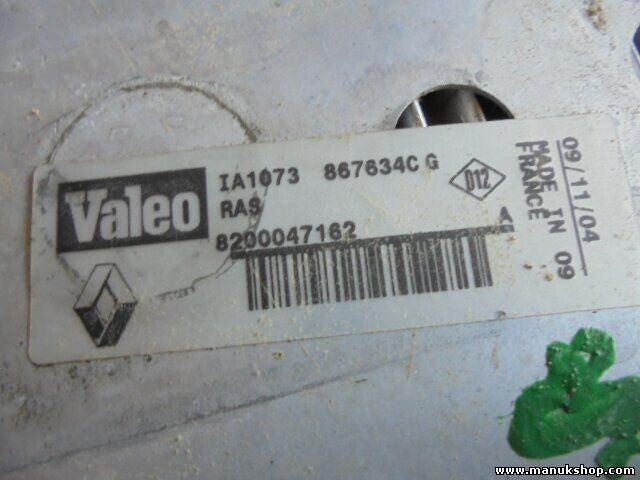 Valeo
IA1073 867634C G
RAS
8200047162
D12
A
MADE IN
FRANCE
09
09/11/04
www.manukshop.com